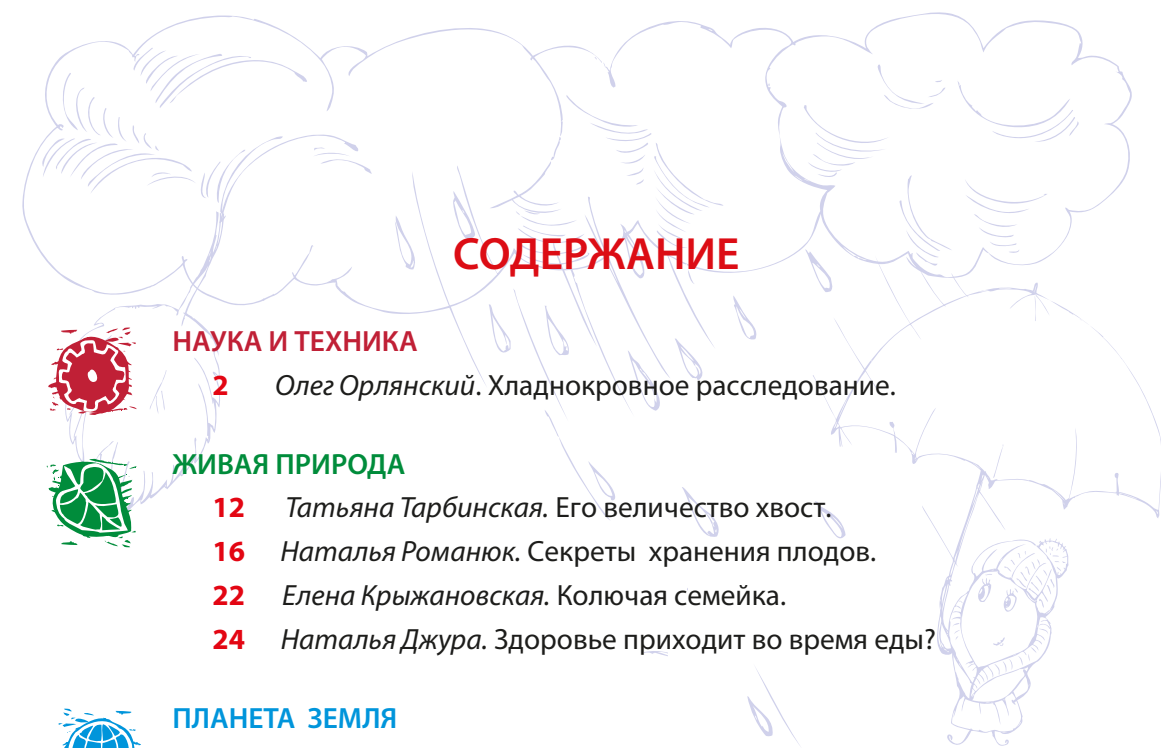 СОДЕРЖАНИЕ
НАУКА И ТЕХНИКА
2 Олег Орлянский. Хладнокровное расследование.
ЖИВАЯ ПРИРОДА
12 Татьяна Тарбинская. Его величество хвост.
16 Наталья Романюк. Секреты хранения плодов.
22 Елена Крыжановская. Колючая семейка.
24 Наталья Джура. Здоровье приходит во время еды?
ПЛАНЕТА ЗЕМЛЯ